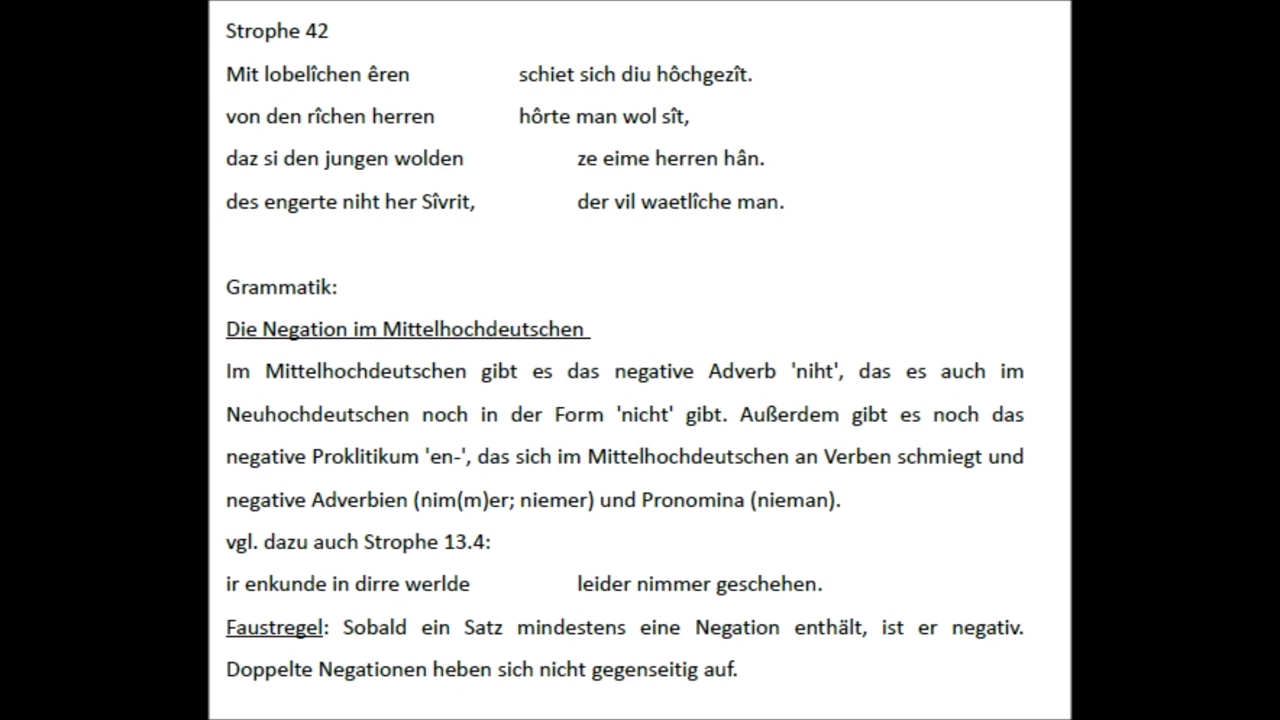 Strophe 42
Mit lobelîchen êren schiet sich diu hôchgezît.
von den rîchen herren hôrte man wol sît,
daz si den jungen wolden ze eime herren hân.
des engerte niht her Sîvrit, der vil waetlîche man.
Grammatik:
Die Negation im Mittelhochdeutschen
Im Mittelhochdeutschen gibt es das negative Adverb 'niht', das es auch im
Neuhochdeutschen noch in der Form 'nicht' gibt. Außerdem gibt es noch das
negative Proklitikum 'en-', das sich im Mittelhochdeutschen an Verben schmiegt und
negative Adverbien (nim(m)er; niemer) und Pronomina (nieman).
vgl. dazu auch Strophe 13.4:
ir enkunde in dirre werlde leider nimmer geschehen.
Faustregel: Sobald ein Satz mindestens eine Negation enthält, ist er negativ.
Doppelte Negationen heben sich nicht gegenseitig auf.